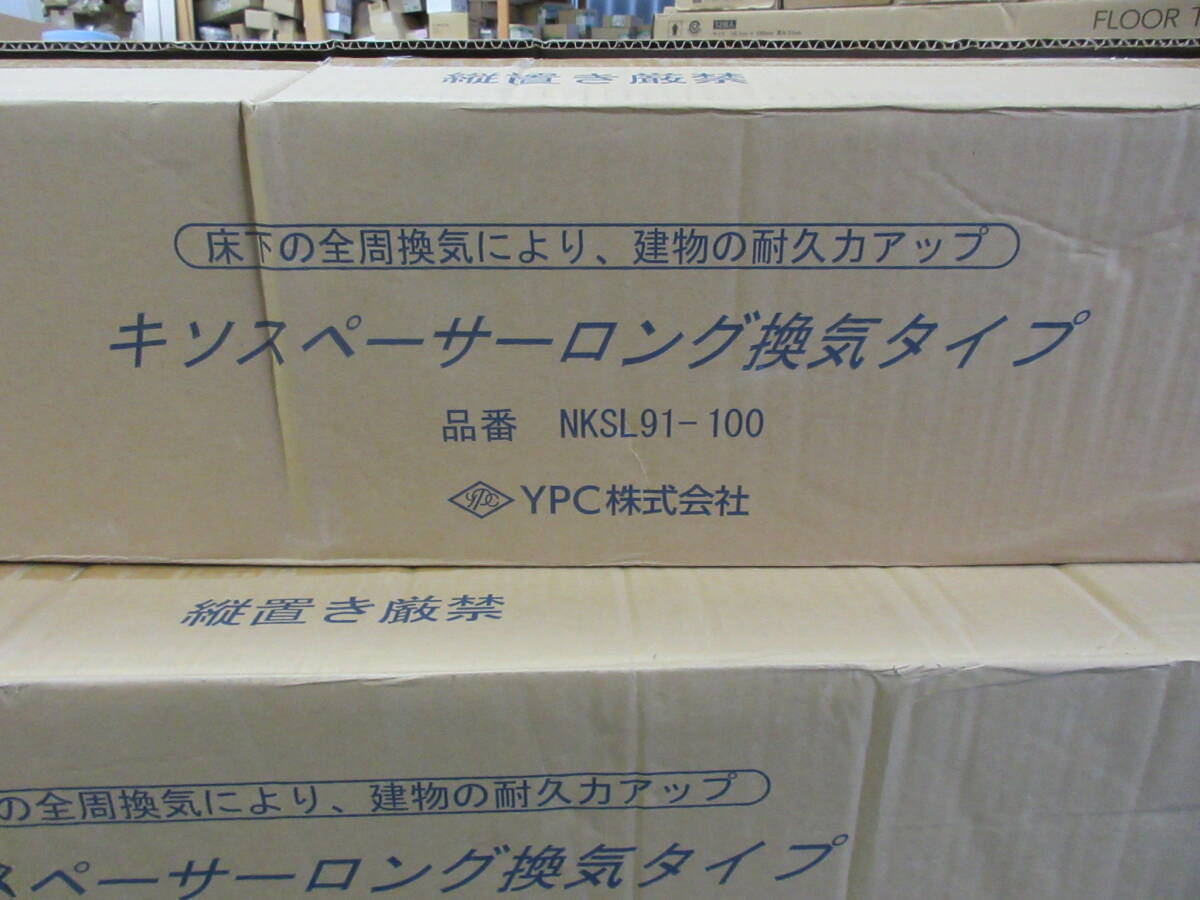 FLOOR T
縦置き厳禁
床下の全周換気により、建物の耐久力アップ
キソスペーサーロング換気タイプ
品番 NKSL91-100
YPC YPC株式会社
縦置き厳禁
の全周換気により、建物の耐久力アップ
スペーサーロング換気タイプ